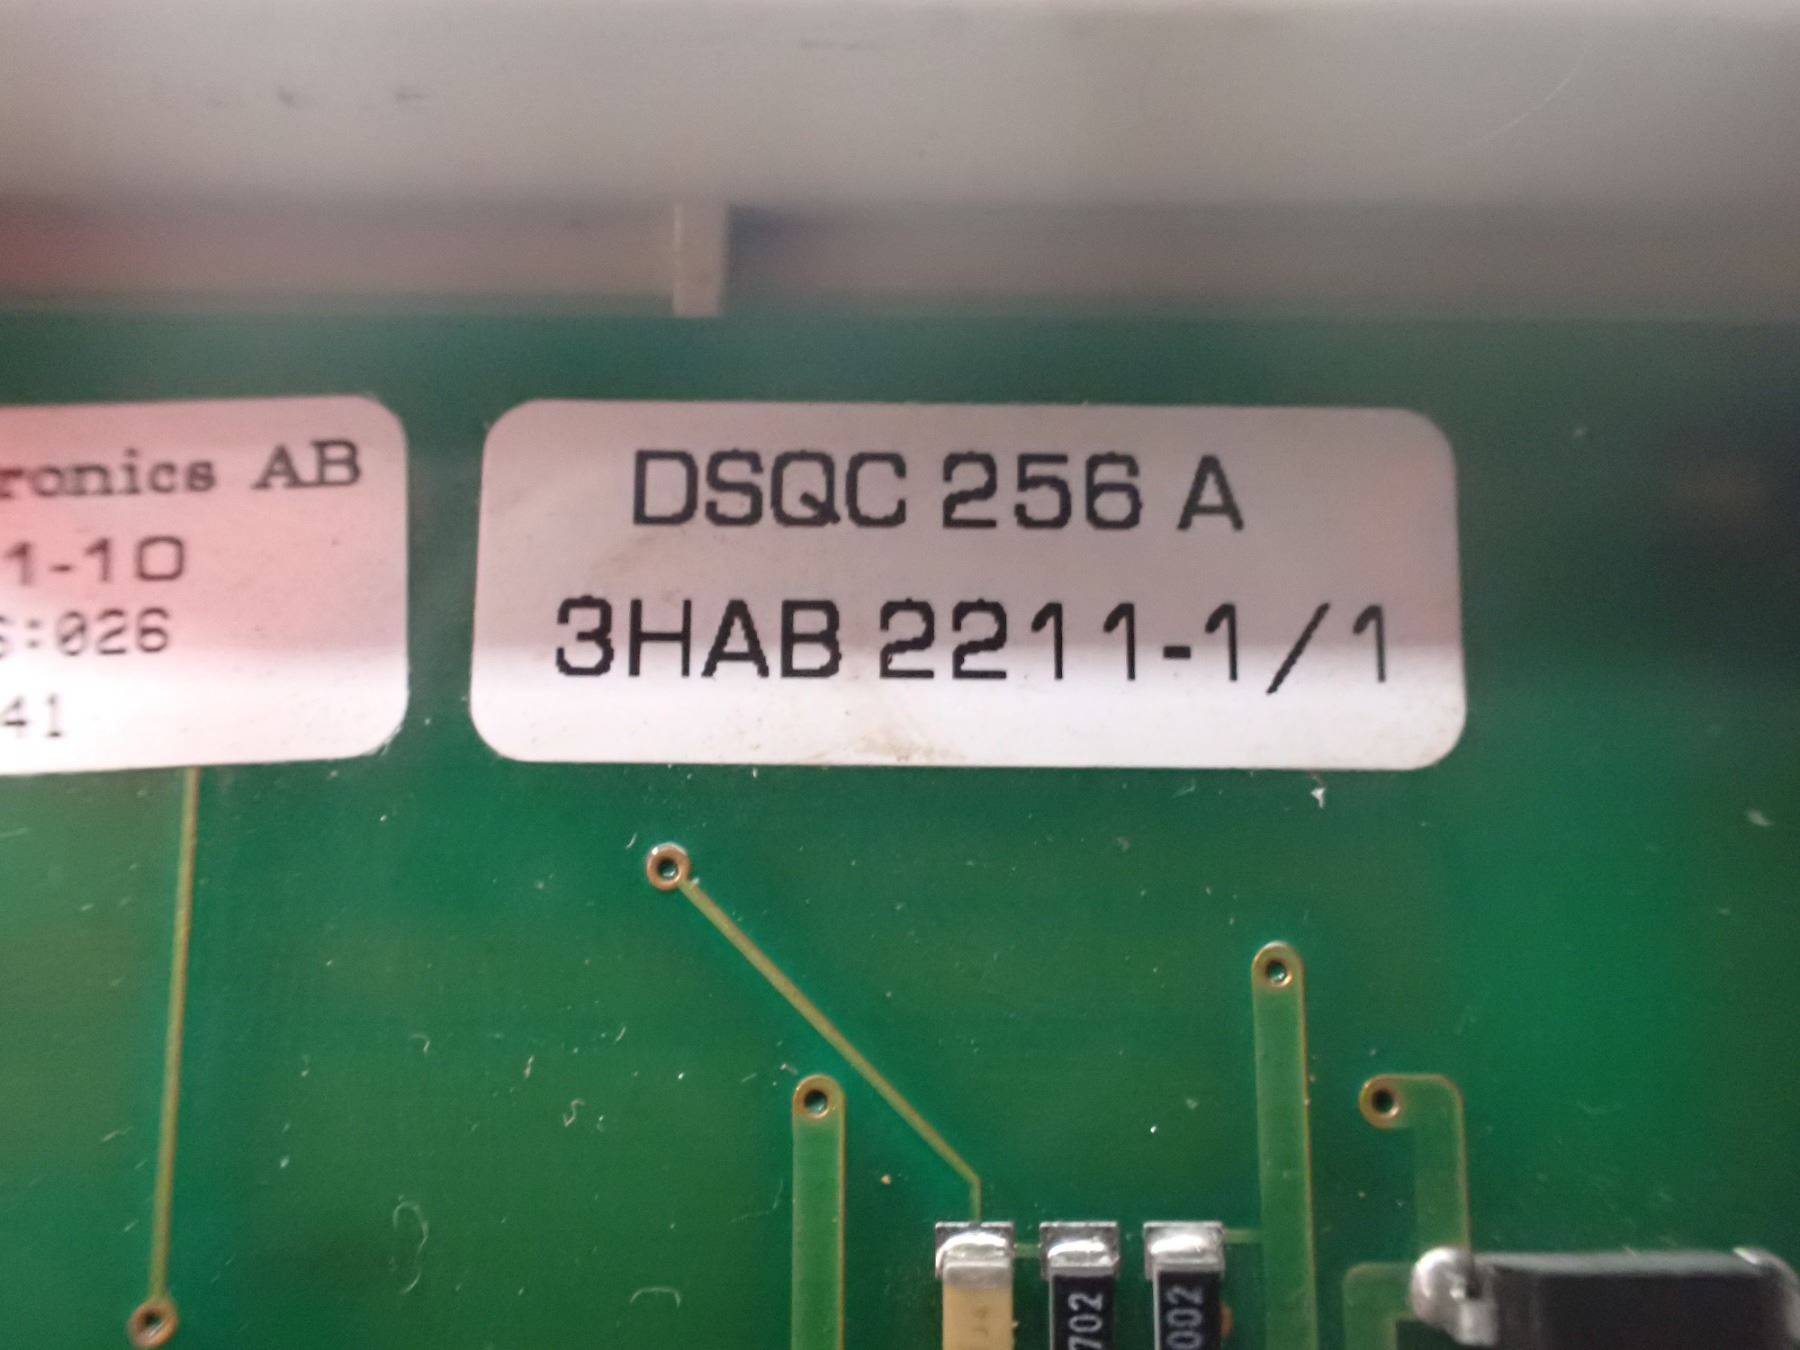 ronics AB
1-10
:026
41
DSQC 256 A
3HAB 2211-1/1
702
002